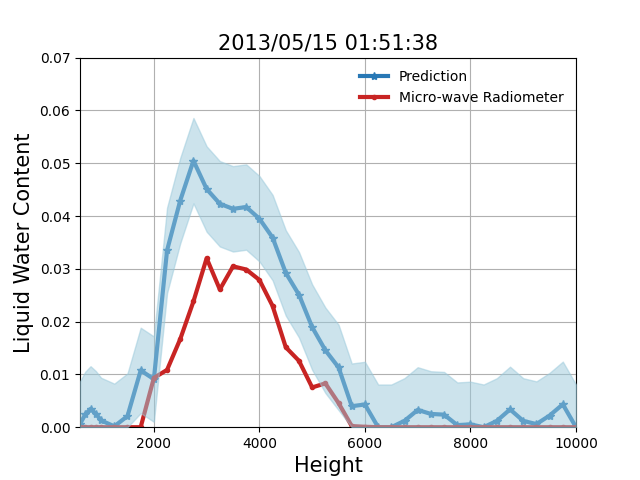 2013/05/15 01:51:38
0.07
0.06
0.05
0.04
0.03
0.02
0.01
0.00
Liquid Water Content
Prediction
Micro-wave Radiometer
2000 4000 6000 8000 10000
Height